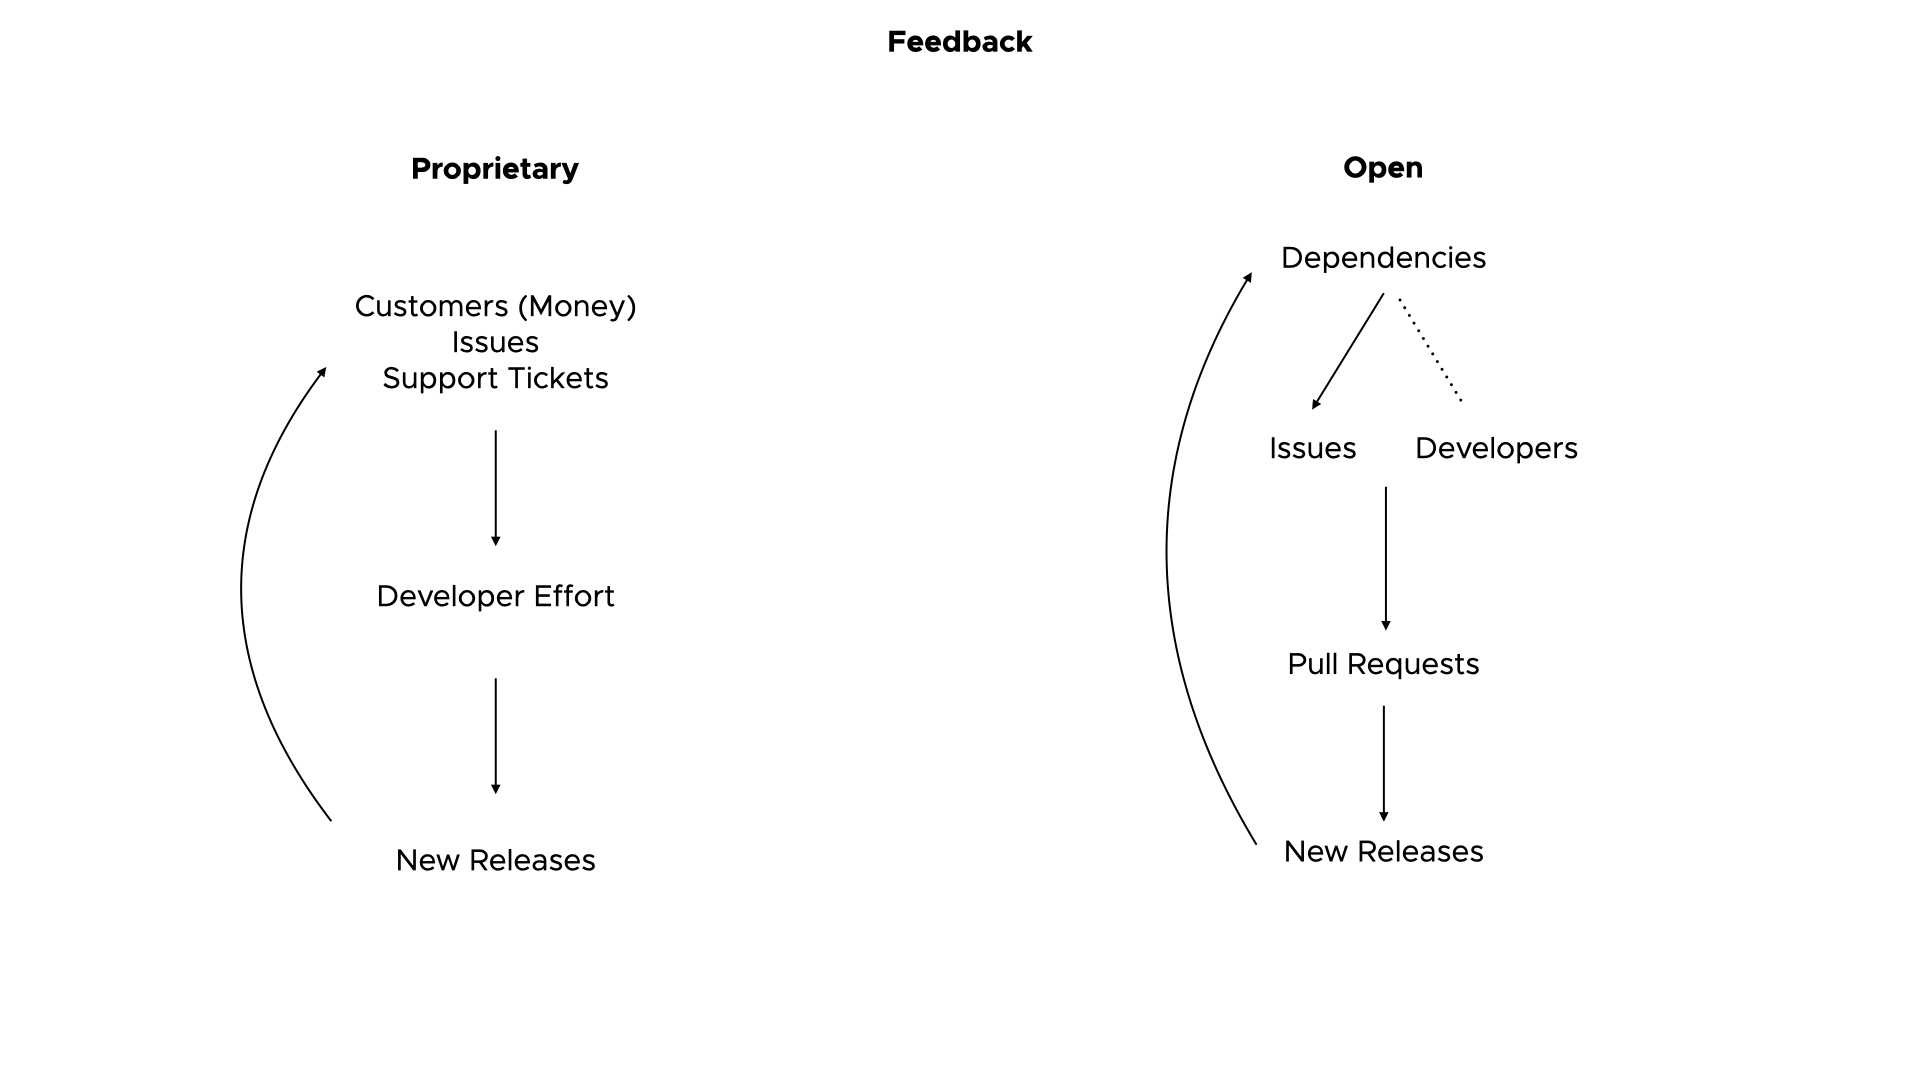 Feedback
Proprietary
Customers (Money)
Issues
Support Tickets
Developer Effort
New Releases
Open
Dependencies
Issues
Developers
Pull Requests
New Releases